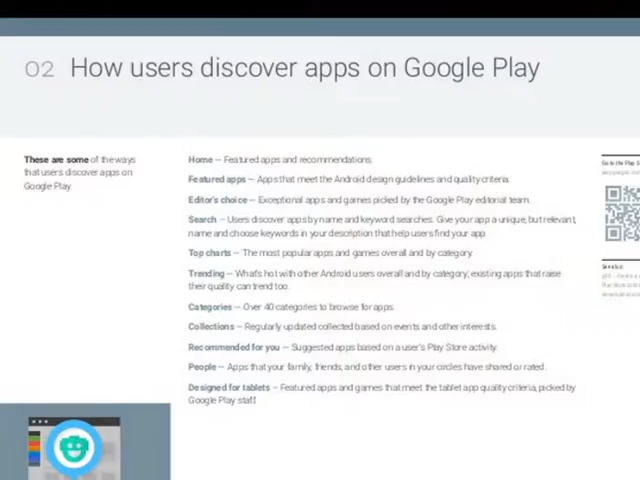 02 How users discover apps on Google Play
These are some of the ways
that users discover apps on
Google Play.
Home – Featured apps and recommendations.
Featured apps – Apps that meet the Android design guidelines and quality criteria.
Editor's choice – Exceptional apps and games picked by the Google Play editorial team.
Search – Users discover apps by name and keyword searches. Give your app a unique, but relevant,
name and choose keywords in your description that help users find your app.
Top charts – The most popular apps and games overall and by category.
Trending – What's hot with other Android users overall and by category; existing apps that raise
their quality can trend too.
Categories – Over 40 categories to browse for apps.
Collections – Regularly updated collected based on events and other interests.
Recommended for you – Suggested apps based on a user's Play Store activity.
People – Apps that your family, friends, and other users in your circles have shared or rated.
Designed for tablets – Featured apps and games that meet the tablet app quality criteria, picked by
Google Play staff.
Go to the Play S
See also: